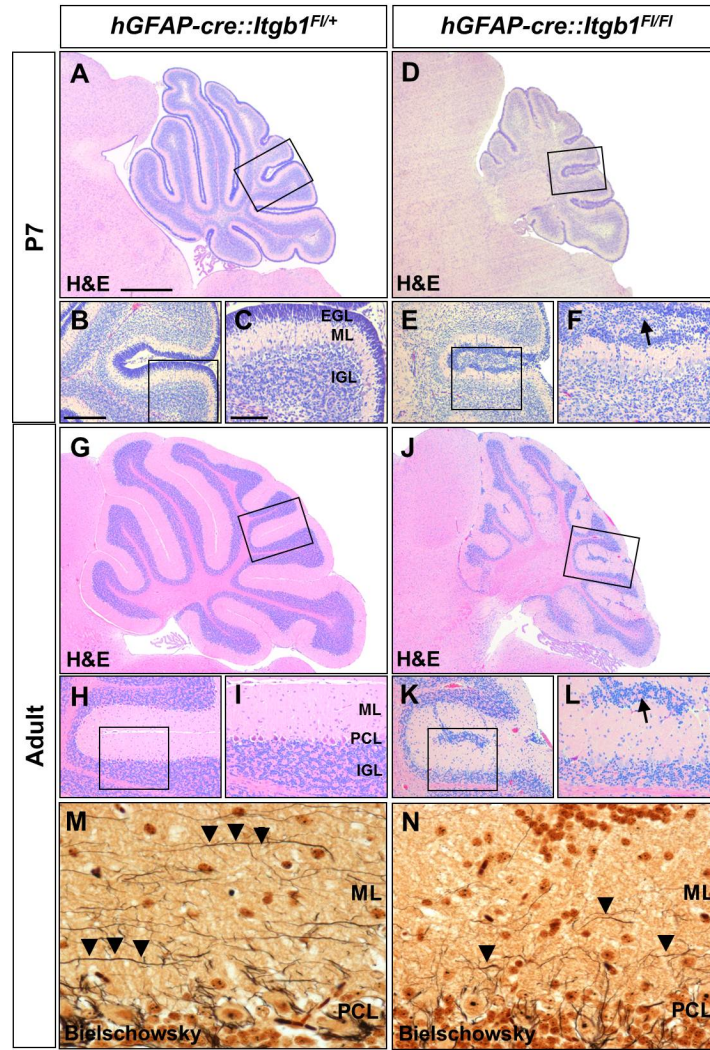 hGFAP-cre::Itgb1Fl/+
hGFAP-cre::Itgb1Fl/Fl
P7
A
H&E
D
H&E
B
C
EGL
ML
IGL
E
F
Adult
G
H&E
J
H&E
H
I
ML
PCL
IGL
K
L
M
ML
PCL
Bielschowsky
N
ML
PCL
Bielschowsky